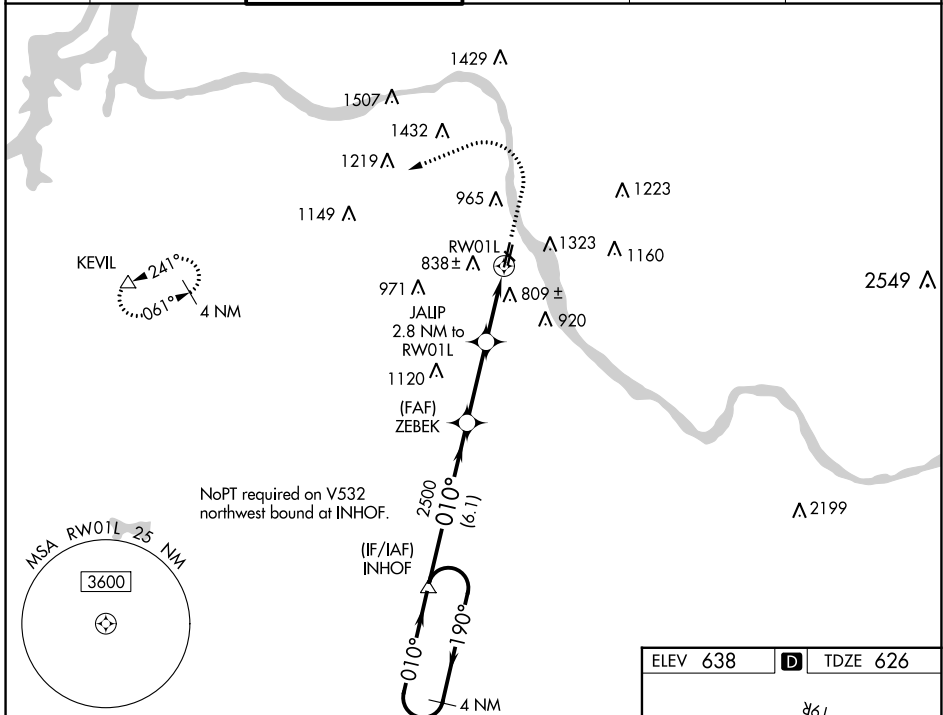 1429
1507
1432
1219
1223
965
1149
RW01L
1323
1160
KEVIL
241°
061°
4 NM
838±
971
809 ±
2549
JALIP
2.8 NM to
RW01L
920
1120
(FAF)
ZEBEK
NoPT required on V532
northwest bound at INHOF.
2500
010°
(6.1)
2199
MSA RW01L 25 NM
3600
(IF/IAF)
INHOF
010°
190°
4 NM
ELEV 638 D TDZE 626
19R